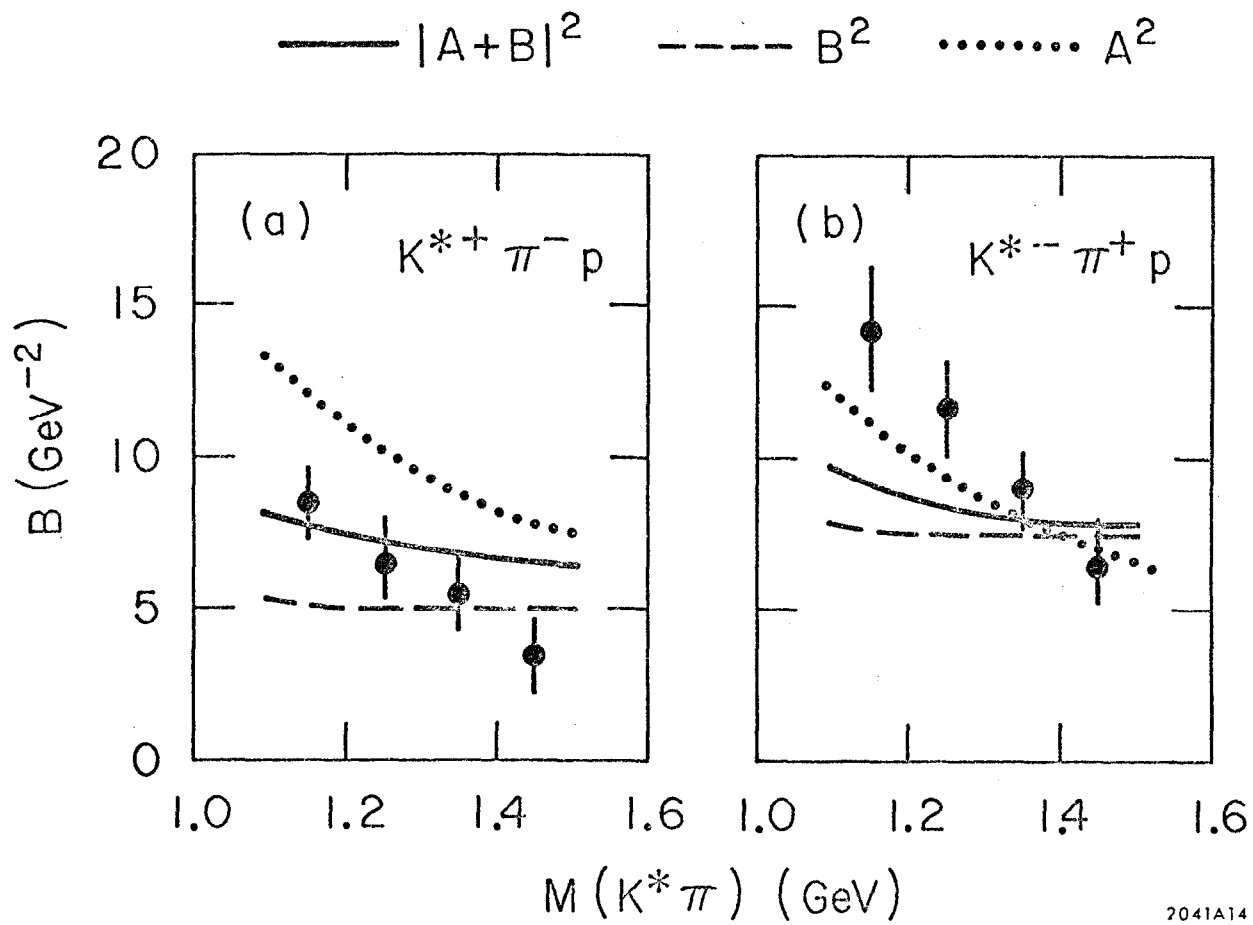 |A+B|² B² A²
20
15
10
5
0
B (GeV⁻²)
(a)
K*⁺ π⁻ p
(b)
K*⁻ π⁺ p
1.0 1.2 1.4 1.6 1.0 1.2 1.4 1.6
M (K* π) (GeV)
2041A14